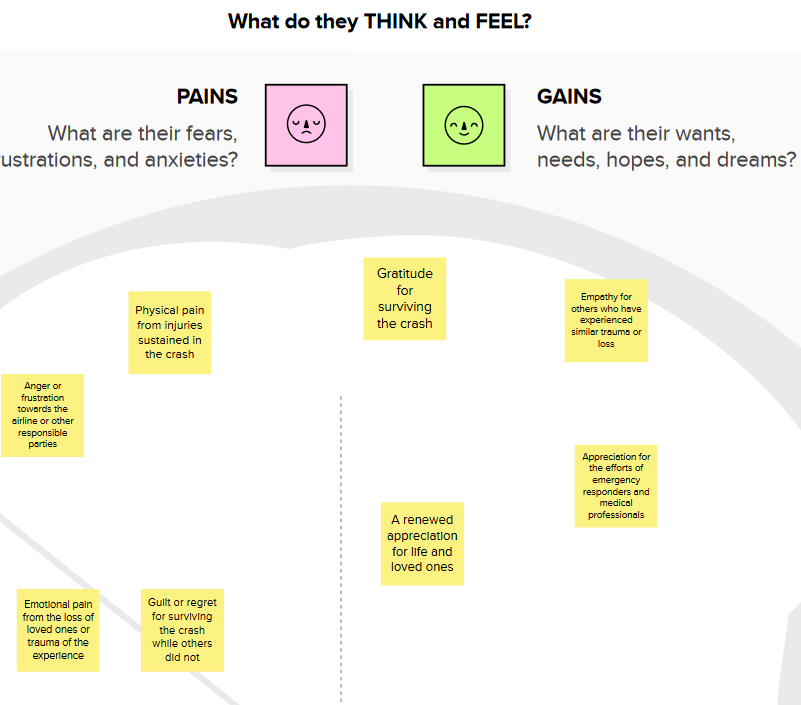 What do they THINK and FEEL?
PAINS
What are their fears,
rustrations, and anxieties?
GAINS
What are their wants,
needs, hopes, and dreams?
Physical pain
from injuries
sustained in
the crash
Gratitude
for
surviving
the crash
Empathy for
others who have
experienced
similar trauma or
loss
Anger or
frustration
towards the
airline or other
responsible
parties
Appreciation for
the efforts of
emergency
responders and
medical
professionals
A renewed
appreciation
for life and
loved ones
Emotional pain
from the loss of
loved ones or
trauma of the
experience
Guilt or regret
for surviving
the crash
while others
did not